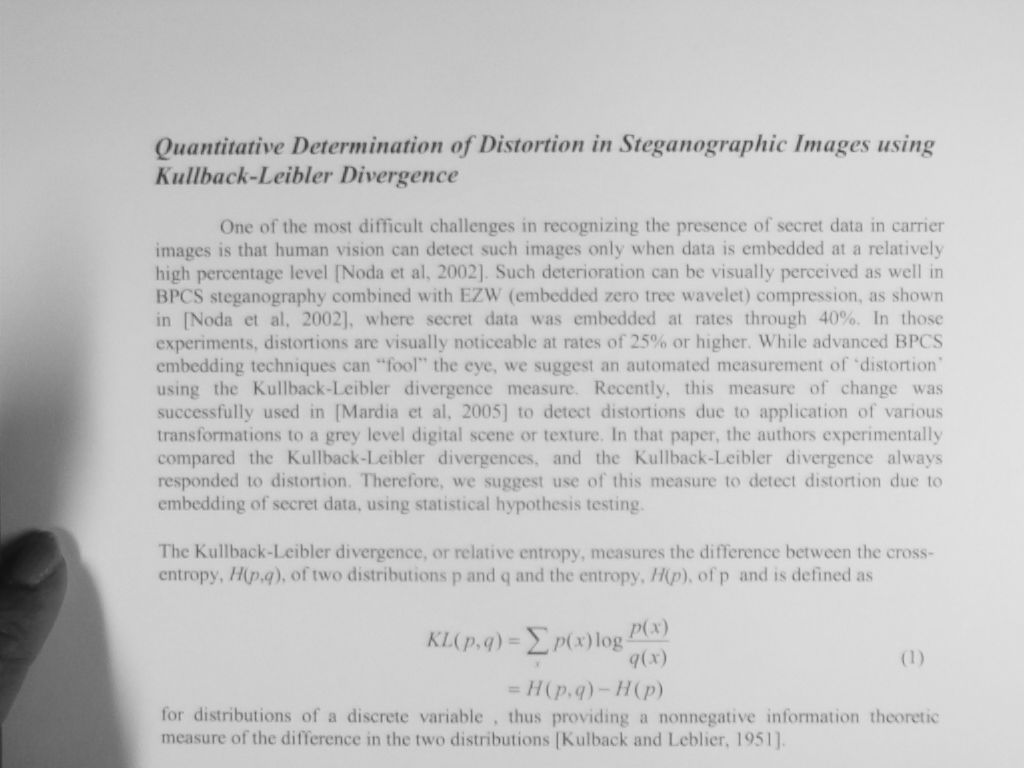 Quantitative Determination of Distortion in Steganographic Images using
Kullback-Leibler Divergence
One of the most difficult challenges in recognizing the presence of secret data in carrier
images is that human vision can detect such images only when data is embedded at a relatively
high percentage level [Noda et al, 2002]. Such deterioration can be visually perceived as well in
BPCS steganography combined with EZW (embedded zero tree wavelet) compression, as shown
in [Noda et al, 2002], where secret data was embedded at rates through 40%. In those
experiments, distortions are visually noticeable at rates of 25% or higher. While advanced BPCS
embedding techniques can “fool” the eye, we suggest an automated measurement of ‘distortion’
using the Kullback-Leibler divergence measure. Recently, this measure of change was
successfully used in [Mardia et al, 2005] to detect distortions due to application of various
transformations to a grey level digital scene or texture. In that paper, the authors experimentally
compared the Kullback-Leibler divergences, and the Kullback-Leibler divergence always
responded to distortion. Therefore, we suggest use of this measure to detect distortion due to
embedding of secret data, using statistical hypothesis testing.
The Kullback-Leibler divergence, or relative entropy, measures the difference between the cross-
entropy, H(p,q), of two distributions p and q and the entropy, H(p), of p and is defined as
KL(p,q) = ∑x p(x) log p(x)/q(x) (1)
= H(p,q) – H(p)
for distributions of a discrete variable , thus providing a nonnegative information theoretic
measure of the difference in the two distributions [Kulback and Leblier, 1951].